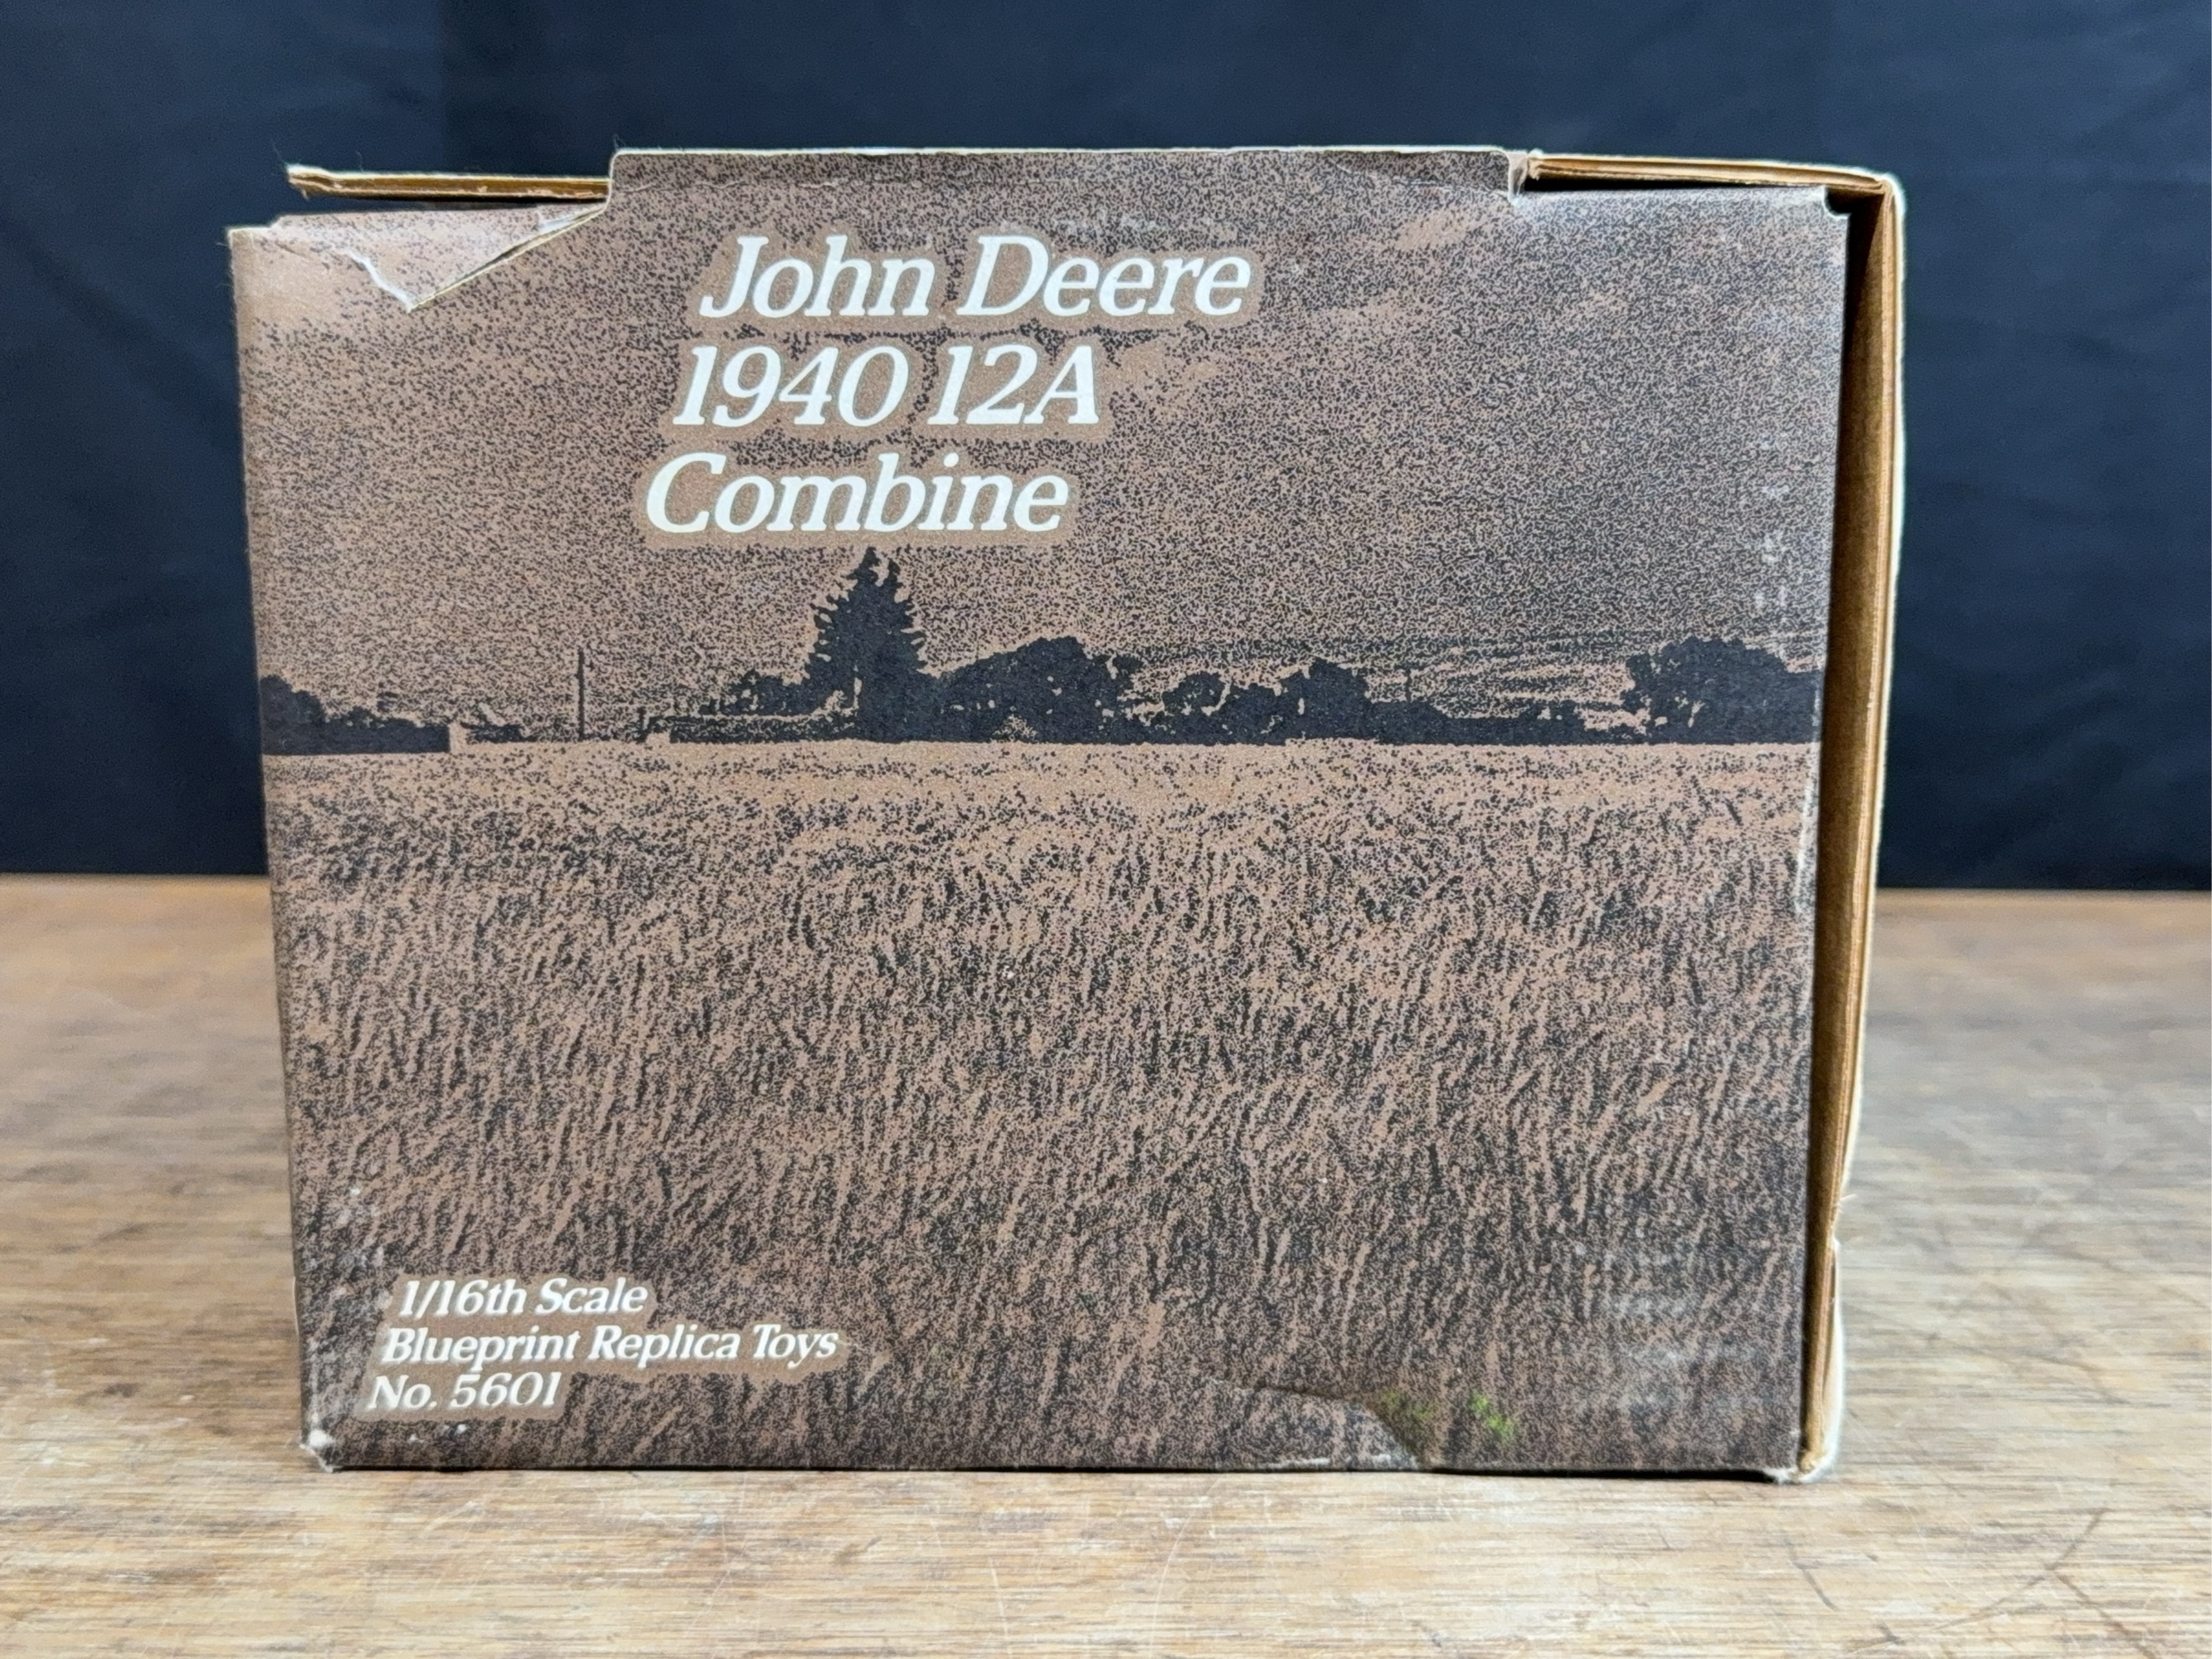 John Deere
1940 12A
Combine
1/16th Scale
Blueprint Replica Toys
No. 5601